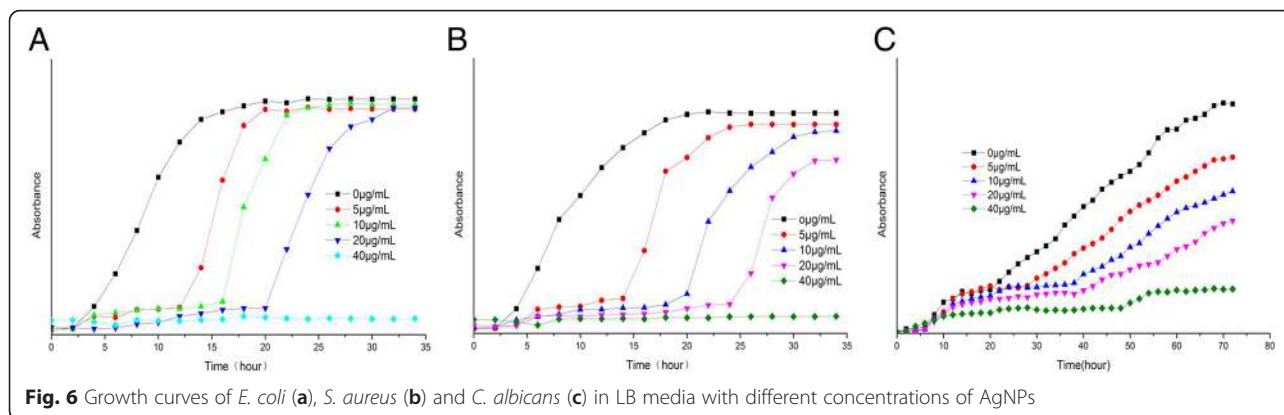 A
Absorbance
0μg/mL
5μg/mL
10μg/mL
20μg/mL
40μg/mL
0 5 10 15 20 25 30 35
Time（hour）
B
Absorbance
oμg/mL
5μg/mL
10μg/mL
20μg/mL
40μg/mL
0 5 10 15 20 25 30 35
Time（hour）
C
Absorbance
0μg/mL
5μg/mL
10μg/mL
20μg/mL
40μg/mL
0 10 20 30 40 50 60 70 80
Time(hour)
Fig. 6 Growth curves of E. coli (a), S. aureus (b) and C. albicans (c) in LB media with different concentrations of AgNPs